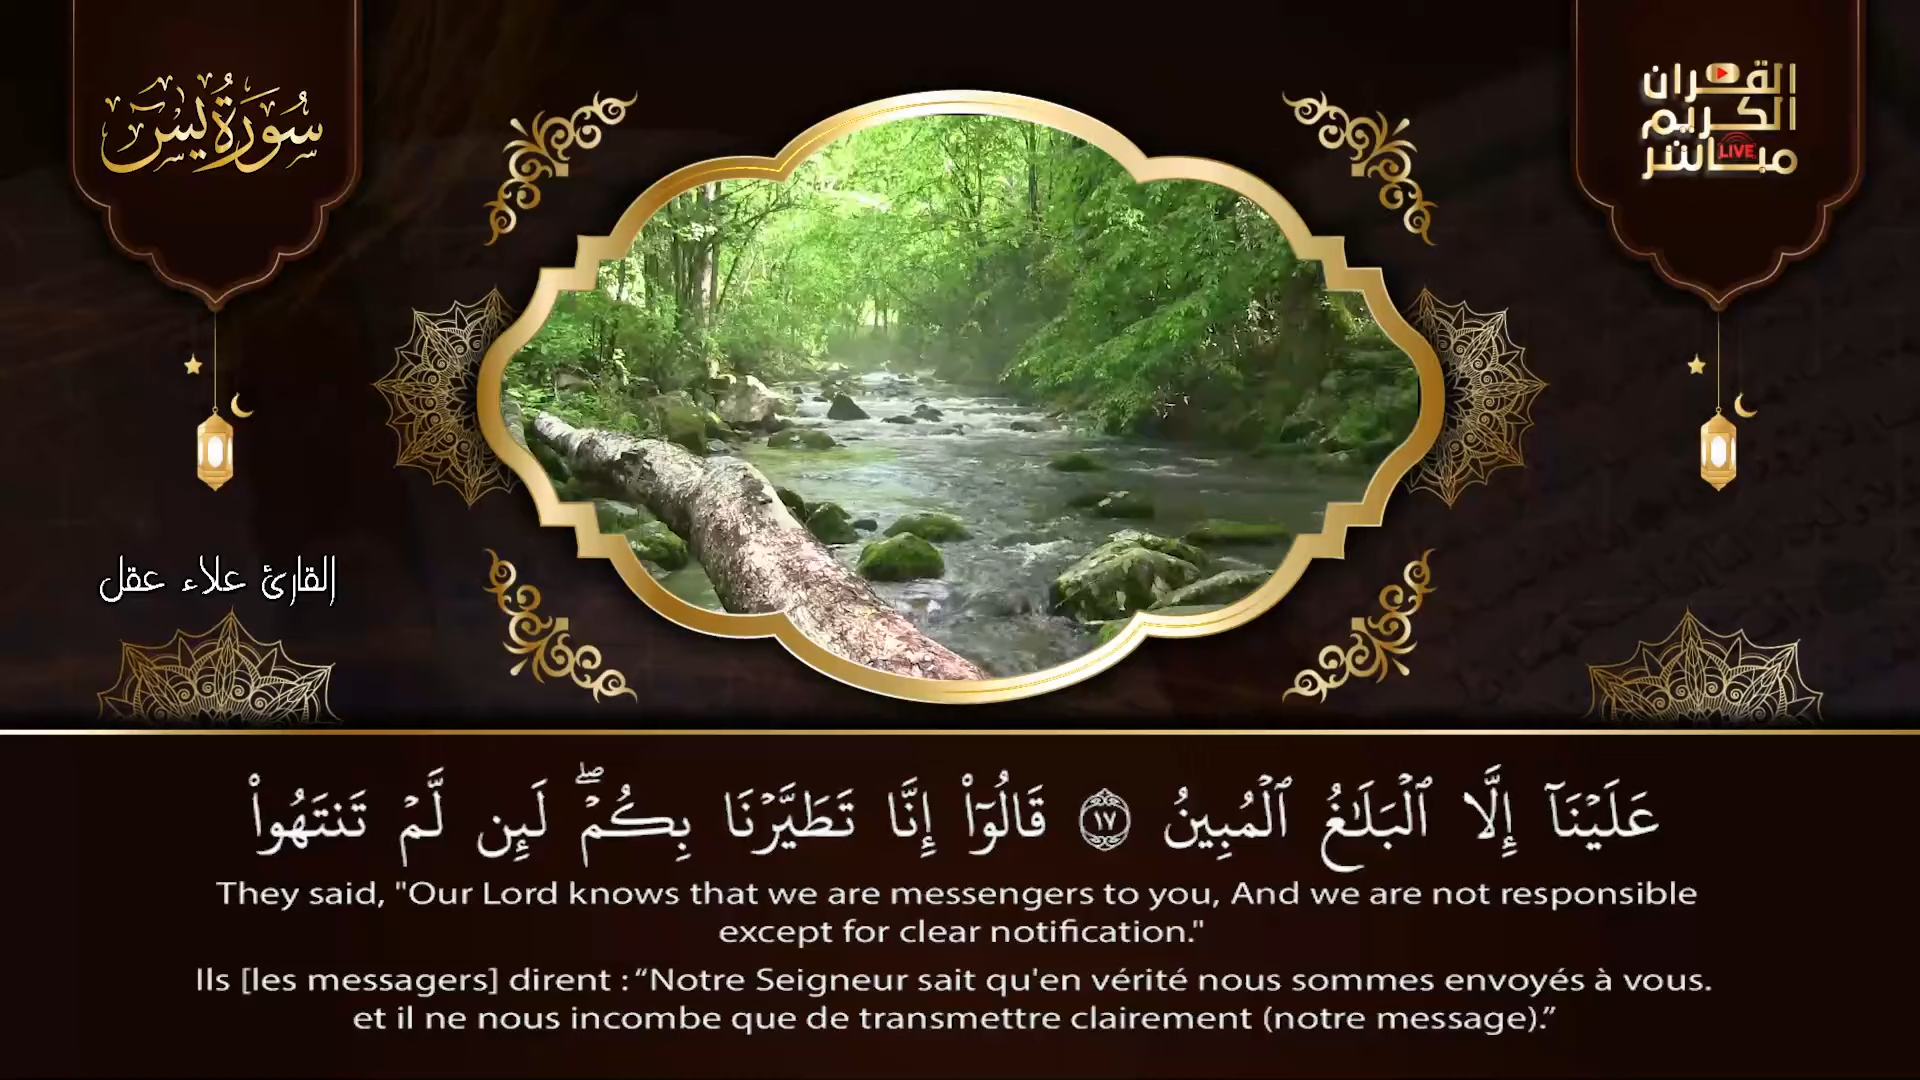 سُورَةُ يس
القرآن
الكريم
مباشر
LIVE
القارئ علاء عقل
عَلَيْنَآ إِلَّا ٱلْبَلَـٰغُ ٱلْمُبِينُ ١٧ قَالُوٓا۟ إِنَّا تَطَيَّرْنَا بِكُمْ ۖ لَئِن لَّمْ تَنتَهُوا۟
They said, "Our Lord knows that we are messengers to you, And we are not responsible
except for clear notification."
Ils [les messagers] dirent : “Notre Seigneur sait qu'en vérité nous sommes envoyés à vous.
et il ne nous incombe que de transmettre clairement (notre message).”